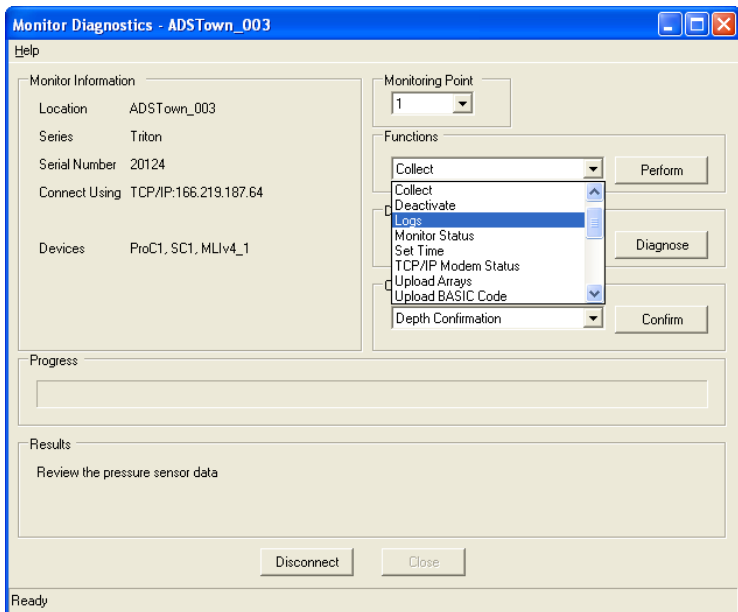 Monitor Diagnostics - ADSTown_003
Help
Monitor Information
Location ADSTown_003
Series Triton
Serial Number 20124
Connect Using TCP/IP:166.219.187.64
Devices ProC1, SC1, MLIv4_1
Monitoring Point
1
Functions
Collect
Perform
Collect
Deactivate
Logs
Monitor Status
Set Time
TCP/IP Modem Status
Upload Arrays
Upload BASIC Code
Diagnose
Depth Confirmation
Confirm
Progress
Results
Review the pressure sensor data
Disconnect
Close
Ready